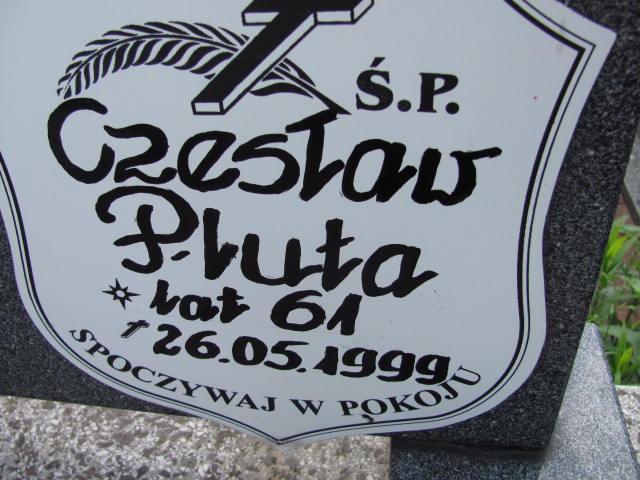 Ś.P.
Czesław
Pluta
lat 61
26.05.1999
SPOCZYWAJ W POKOJU